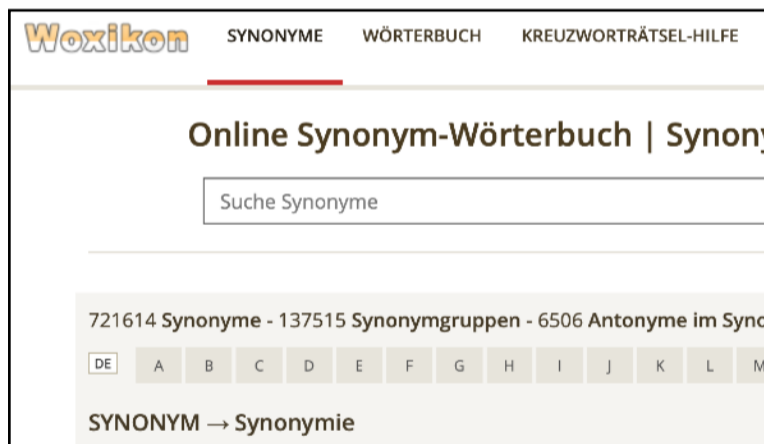 Woxikon SYNONYME WÖRTERBUCH KREUZWORTRÄTSEL-HILFE
Online Synonym-Wörterbuch | Synony
Suche Synonyme
721614 Synonyme - 137515 Synonymgruppen - 6506 Antonyme im Syno
DE A B C D E F G H I J K L M
SYNONYM → Synonymie